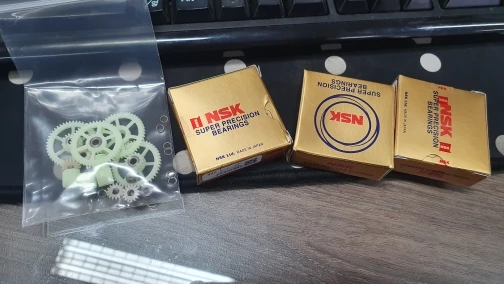 NSK
SUPER PRECISION
BEARINGS
NSK Ltd. MADE IN JAPAN
SUPER PRECISION
BEARINGS
NSK
NSK
SUPER PRECISION
BEARINGS